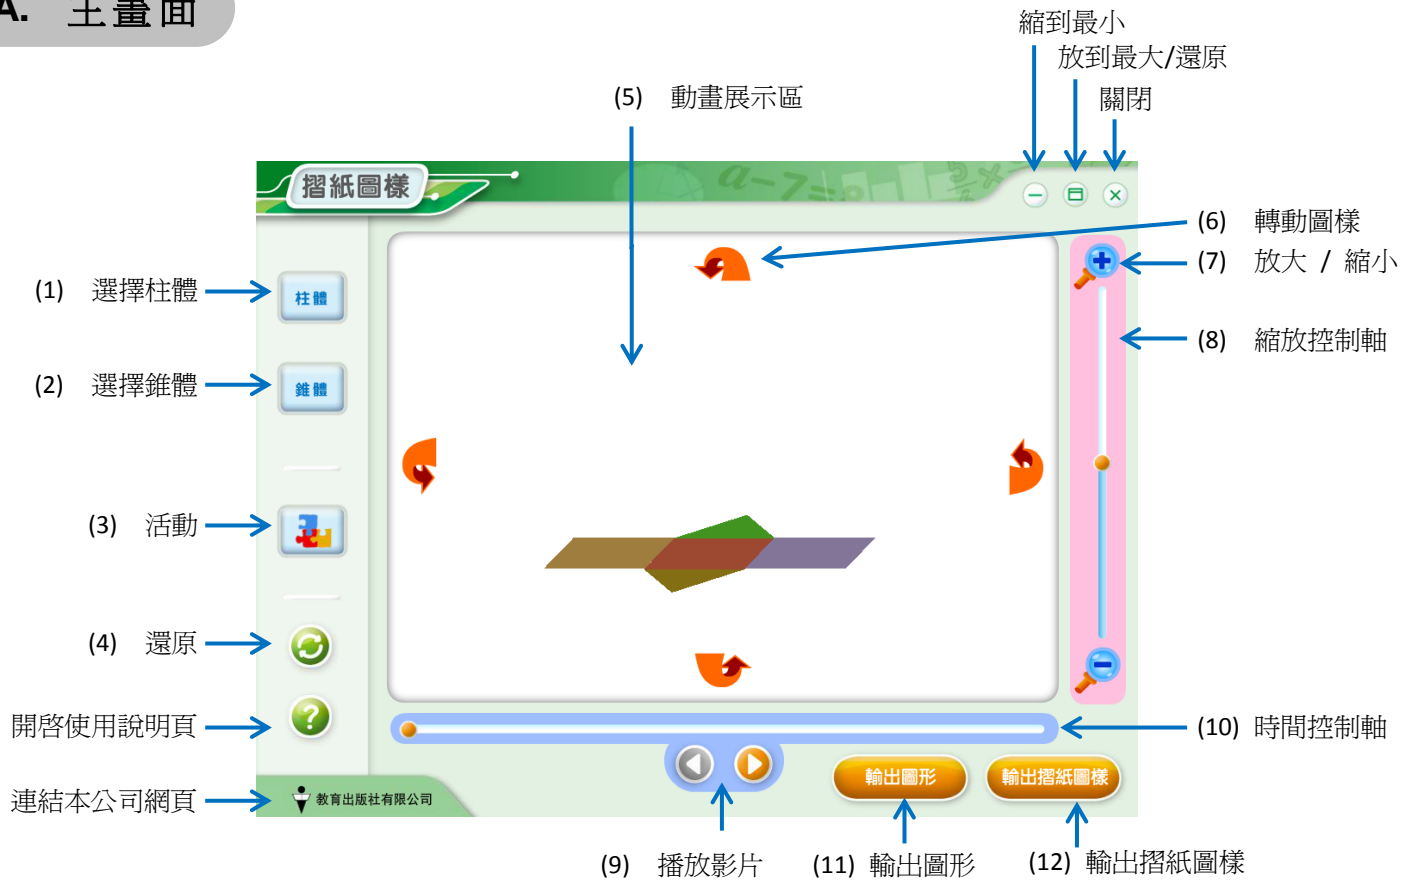 A. 主畫面
縮到最小
放到最大/還原
關閉
(5) 動畫展示區
摺紙圖樣
(6) 轉動圖樣
(7) 放大 / 縮小
(8) 縮放控制軸
(1) 選擇柱體
柱體
(2) 選擇錐體
錐體
(3) 活動
(4) 還原
開啓使用說明頁
?
(10) 時間控制軸
輸出圖形
輸出摺紙圖樣
連結本公司網頁
教育出版社有限公司
(9) 播放影片
(11) 輸出圖形
(12) 輸出摺紙圖樣